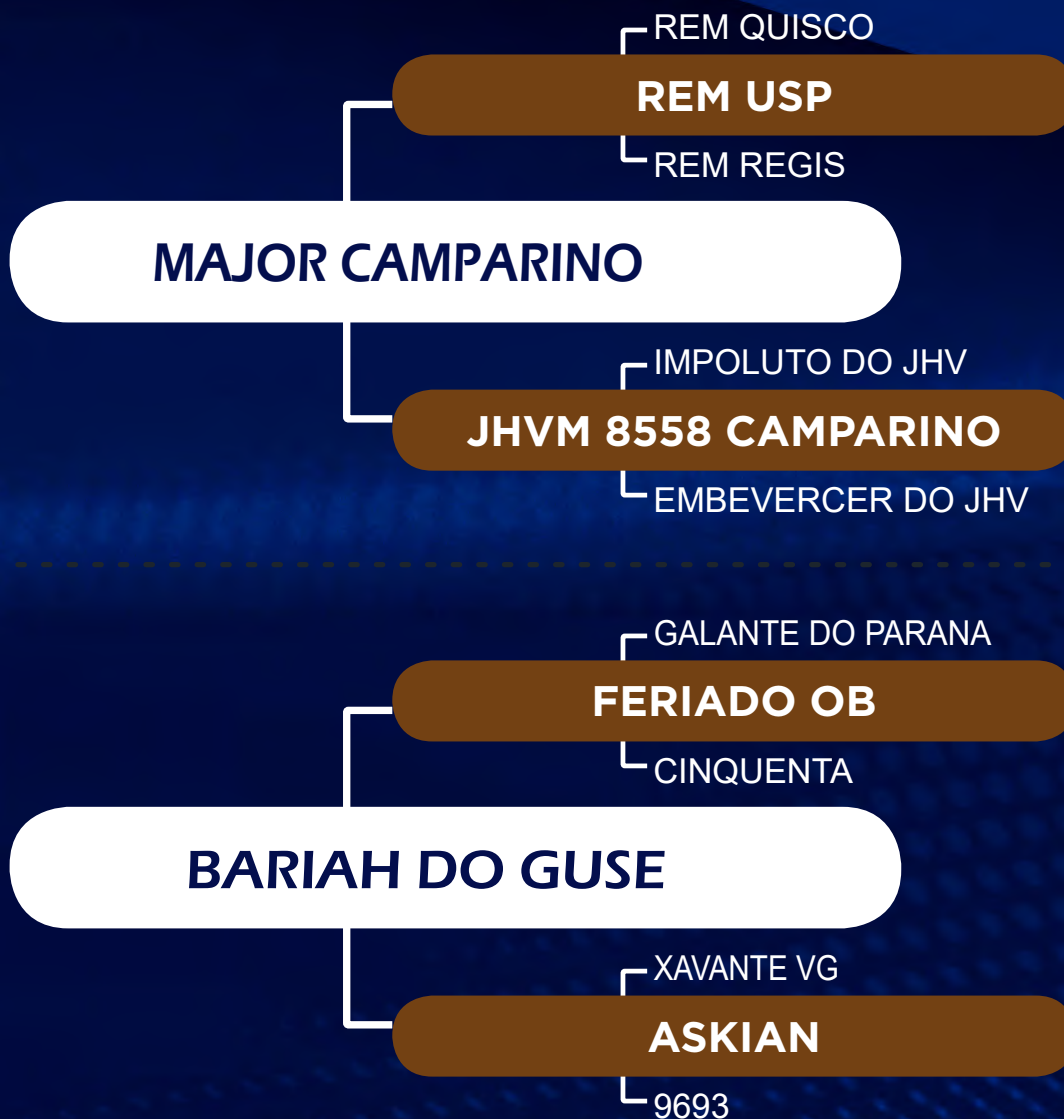 REM QUISCO
REM USP
REM REGIS
MAJOR CAMPARINO
IMPOLUTO DO JHV
JHVM 8558 CAMPARINO
EMBEVERCER DO JHV
GALANTE DO PARANA
FERIADO OB
CINQUENTA
BARIAH DO GUSE
XAVANTE VG
ASKIAN
9693